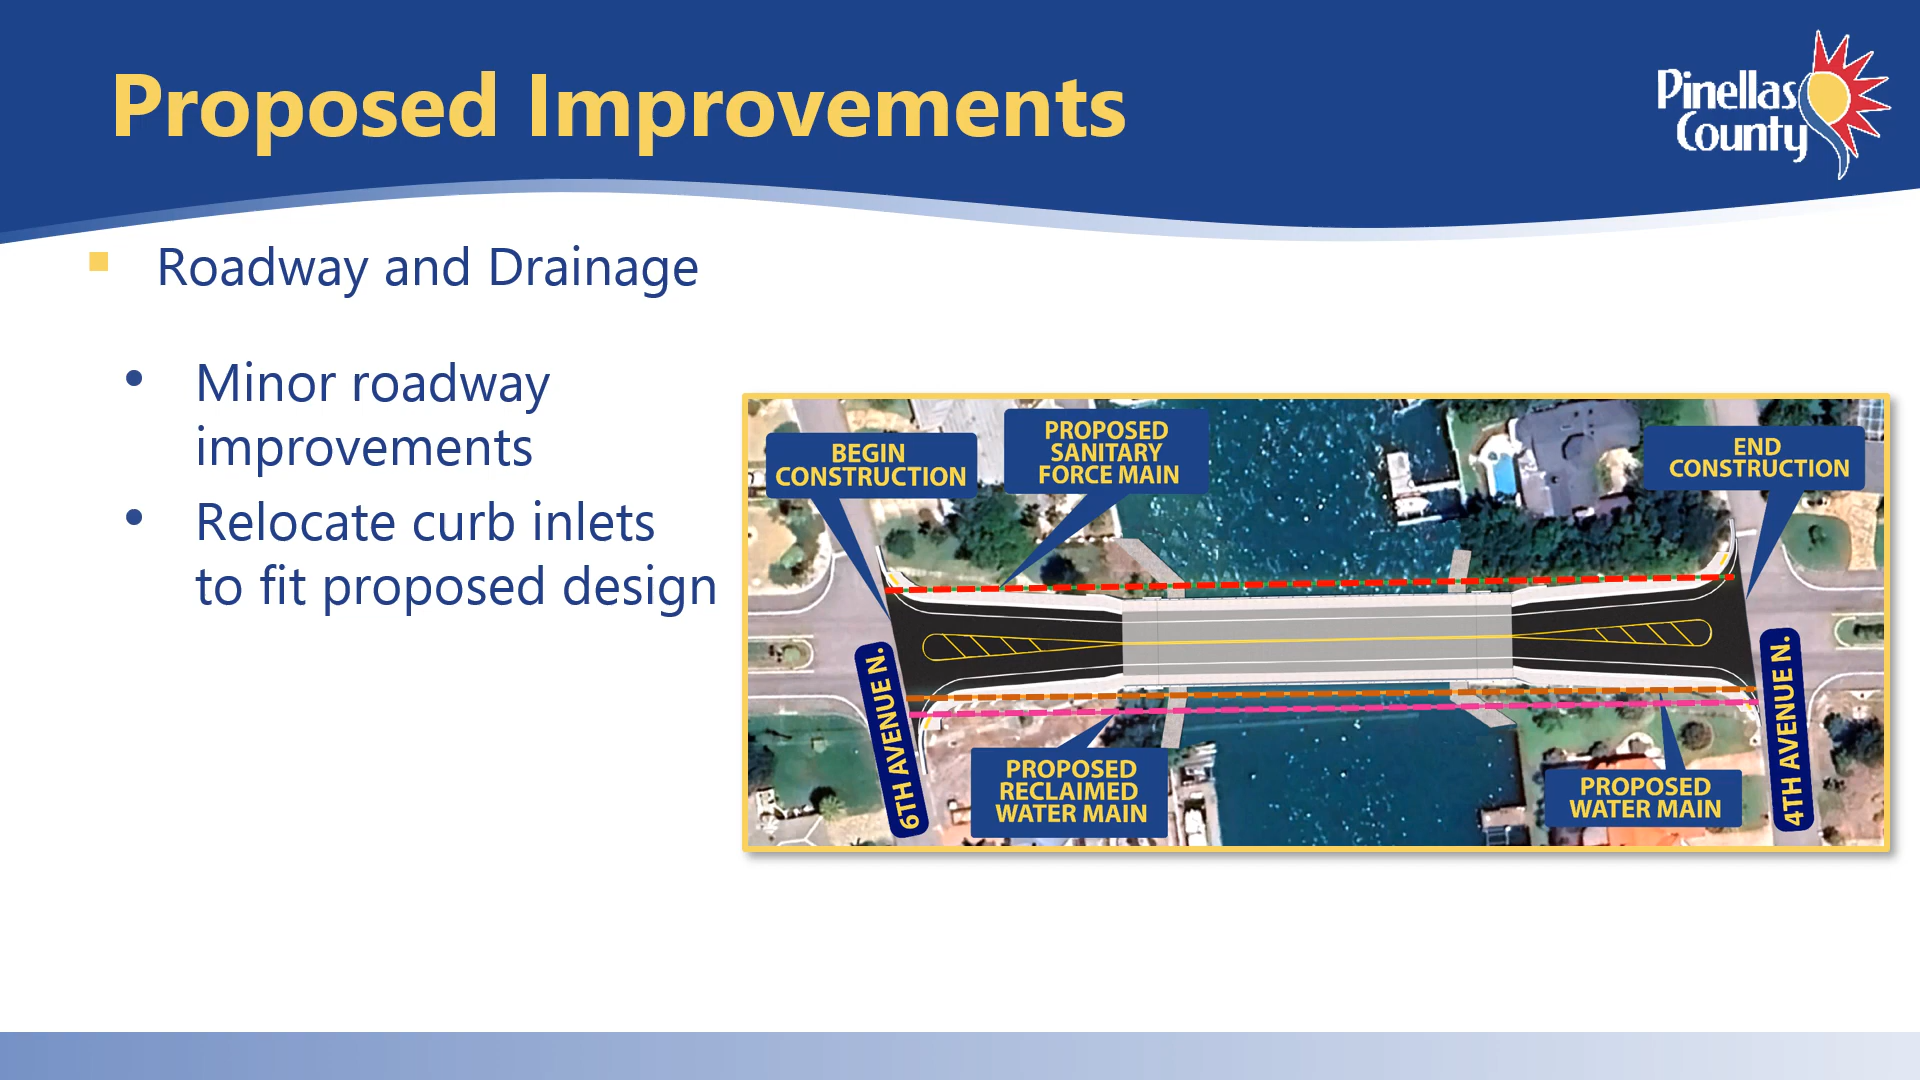 Proposed Improvements
Pinellas
County
Roadway and Drainage
Minor roadway
improvements
Relocate curb inlets
to fit proposed design
BEGIN
CONSTRUCTION
PROPOSED
SANITARY
FORCE MAIN
END
CONSTRUCTION
6TH AVENUE N.
4TH AVENUE N.
PROPOSED
RECLAIMED
WATER MAIN
PROPOSED
WATER MAIN